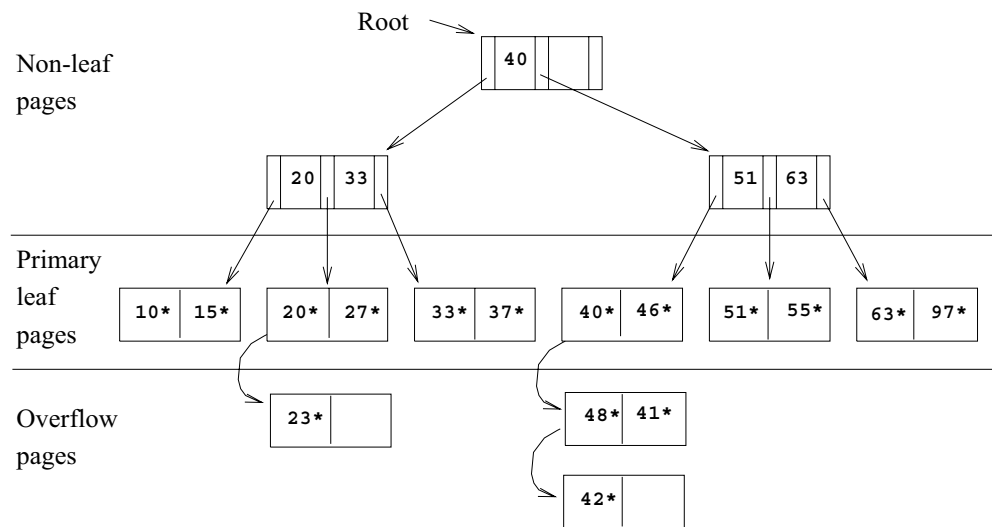 Root
Non-leaf
pages
40
20 33
51 63
Primary
leaf
pages
10* 15*
20* 27*
33* 37*
40* 46*
51* 55*
63* 97*
Overflow
pages
23*
48* 41*
42*